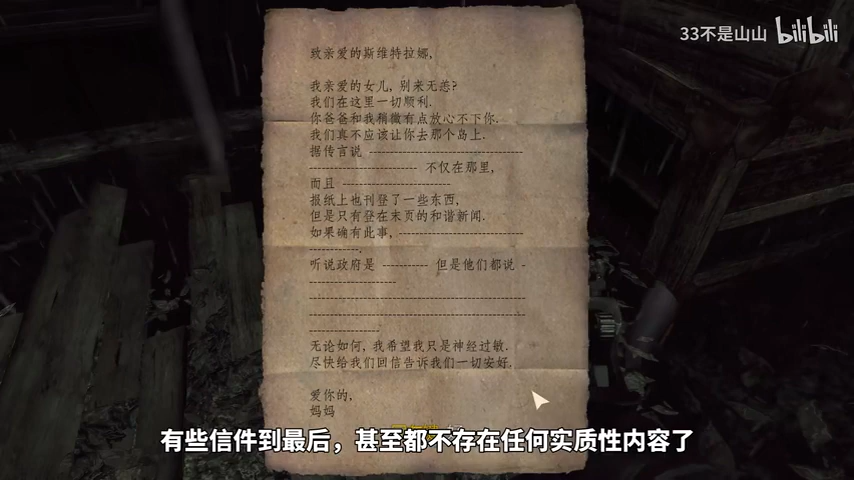 33不是山山 bilibili
致亲爱的斯维特拉娜,
我亲爱的女儿, 别来无恙?
我们在这里一切顺利.
你爸爸和我稍微有点放心不下你.
我们真不应该让你去那个岛上.
据传言说 ----------------------------------
------------------------ 不仅在那里,
而且 ------------------------
报纸上也刊登了一些东西,
但是只有登在末页的和谐新闻.
如果确有此事, ----------------------------
-----------.
听说政府是 ---------- 但是他们都说 -
-------------------
------------------------------------------------
------------------------------------------------
---------------
无论如何, 我希望我只是神经过敏.
尽快给我们回信告诉我们一切安好.
爱你的,
妈妈
有些信件到最后，甚至都不存在任何实质性内容了